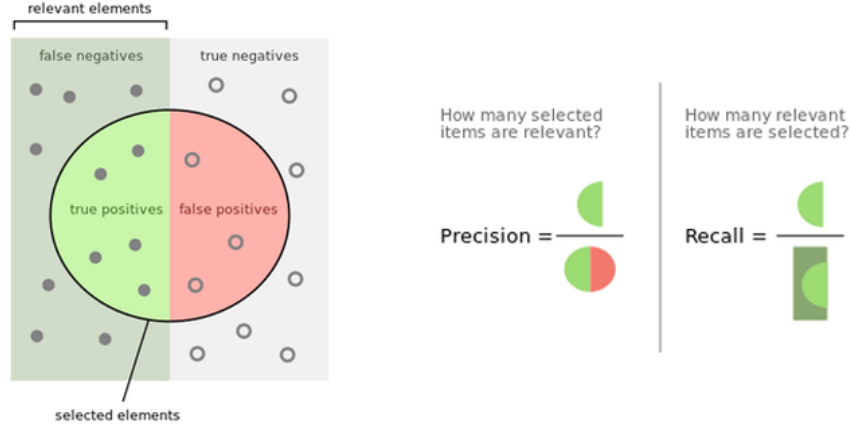 relevant elements
false negatives
true negatives
true positives
false positives
selected elements
How many selected
items are relevant?
Precision =
How many relevant
items are selected?
Recall =